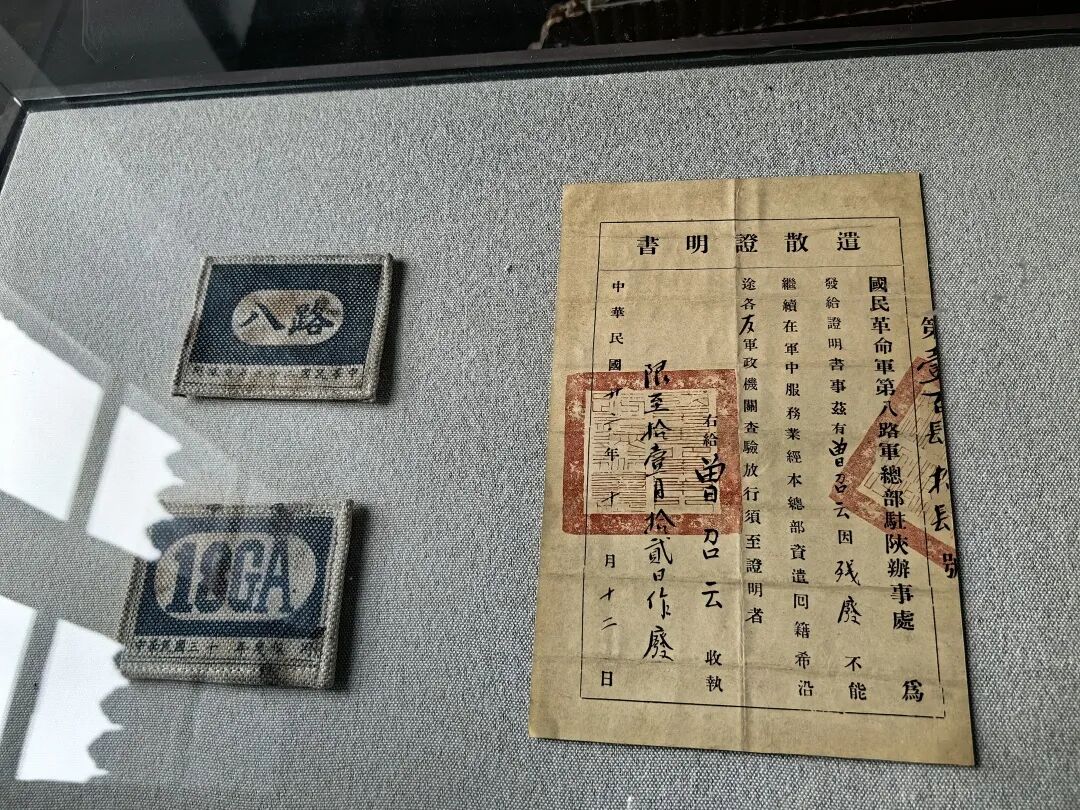 八路
18GA
遣散證明書
國民革命軍第八路軍總部駐陝辦事處 為
發給證明書事茲有曾召云因殘廢不能
繼續在軍中服務業經本總部資遣回籍希沿
途各友軍政機關查驗放行須至證明者
右給曾召云收執
限至拾壹月拾貳日作廢
中華民國廿六年十月十二日